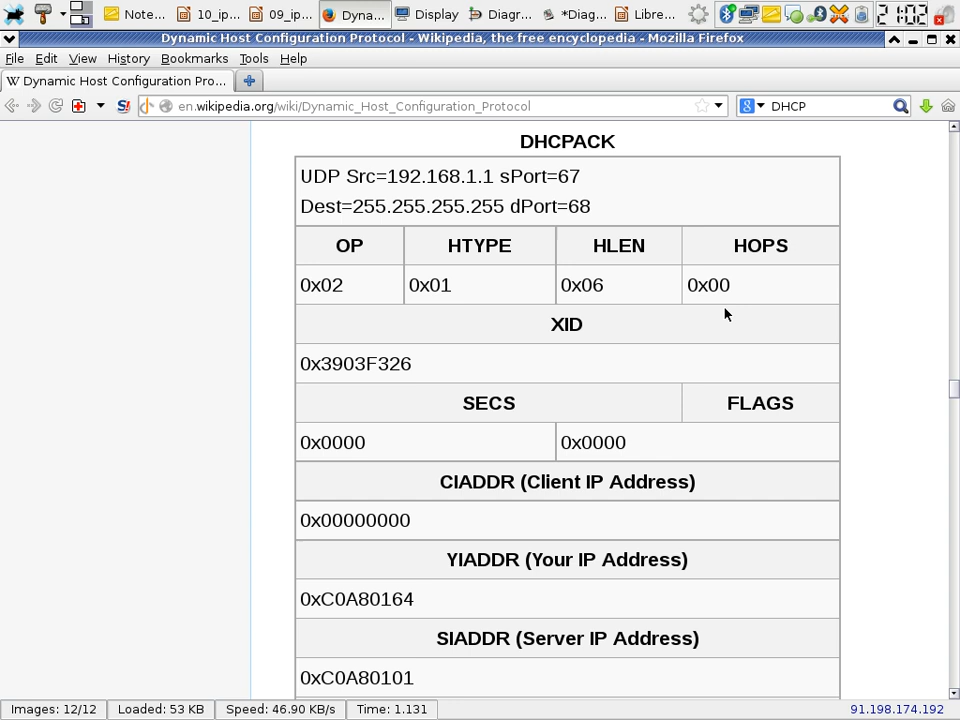 Note...
10_ip...
09_ip...
Dyna...
Display
Diagr...
*Diag...
Libre...
21:02
Dynamic Host Configuration Protocol - Wikipedia, the free encyclopedia - Mozilla Firefox
File Edit View History Bookmarks Tools Help
W Dynamic Host Configuration Pro...
en.wikipedia.org/wiki/Dynamic_Host_Configuration_Protocol
DHCP
DHCPACK
UDP Src=192.168.1.1 sPort=67
Dest=255.255.255.255 dPort=68
OP HTYPE HLEN HOPS
0x02 0x01 0x06 0x00
XID
0x3903F326
SECS FLAGS
0x0000 0x0000
CIADDR (Client IP Address)
0x00000000
YIADDR (Your IP Address)
0xC0A80164
SIADDR (Server IP Address)
0xC0A80101
Images: 12/12 Loaded: 53 KB Speed: 46.90 KB/s Time: 1.131 91.198.174.192